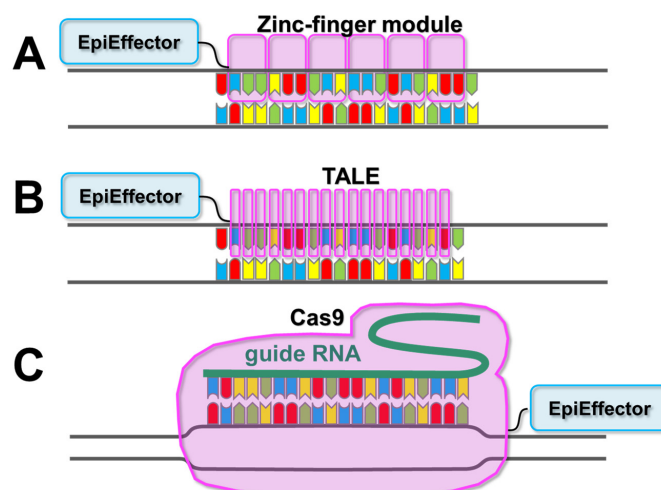 Zinc-finger module
EpiEffector
A
TALE
EpiEffector
B
Cas9
guide RNA
C
EpiEffector